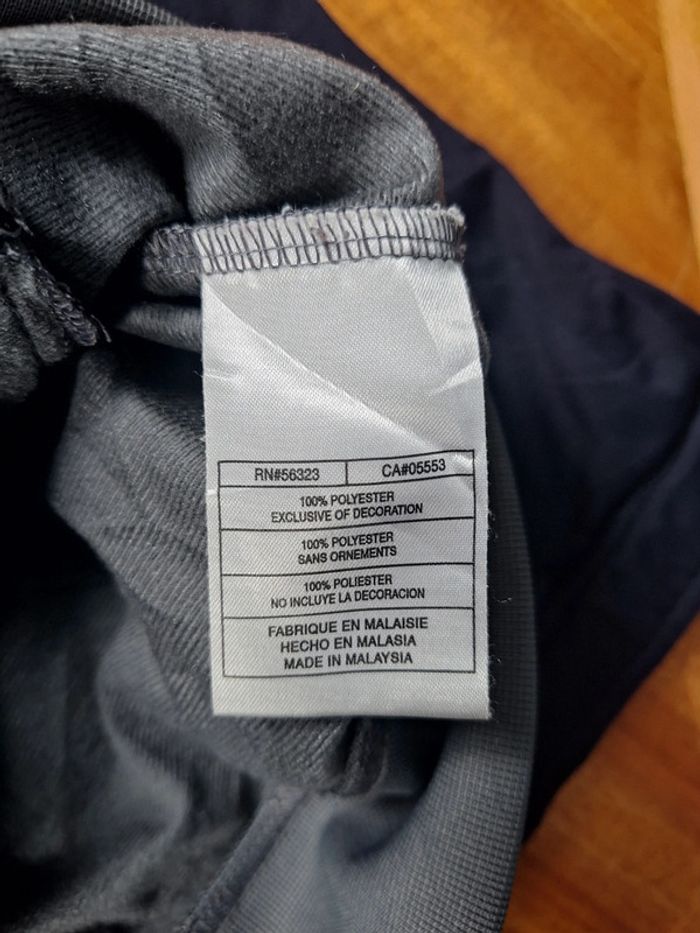 RN#56323 CA#05553
100% POLYESTER
EXCLUSIVE OF DECORATION
100% POLYESTER
SANS ORNEMENTS
100% POLIESTER
NO INCLUYE LA DECORACION
FABRIQUE EN MALAISIE
HECHO EN MALASIA
MADE IN MALAYSIA